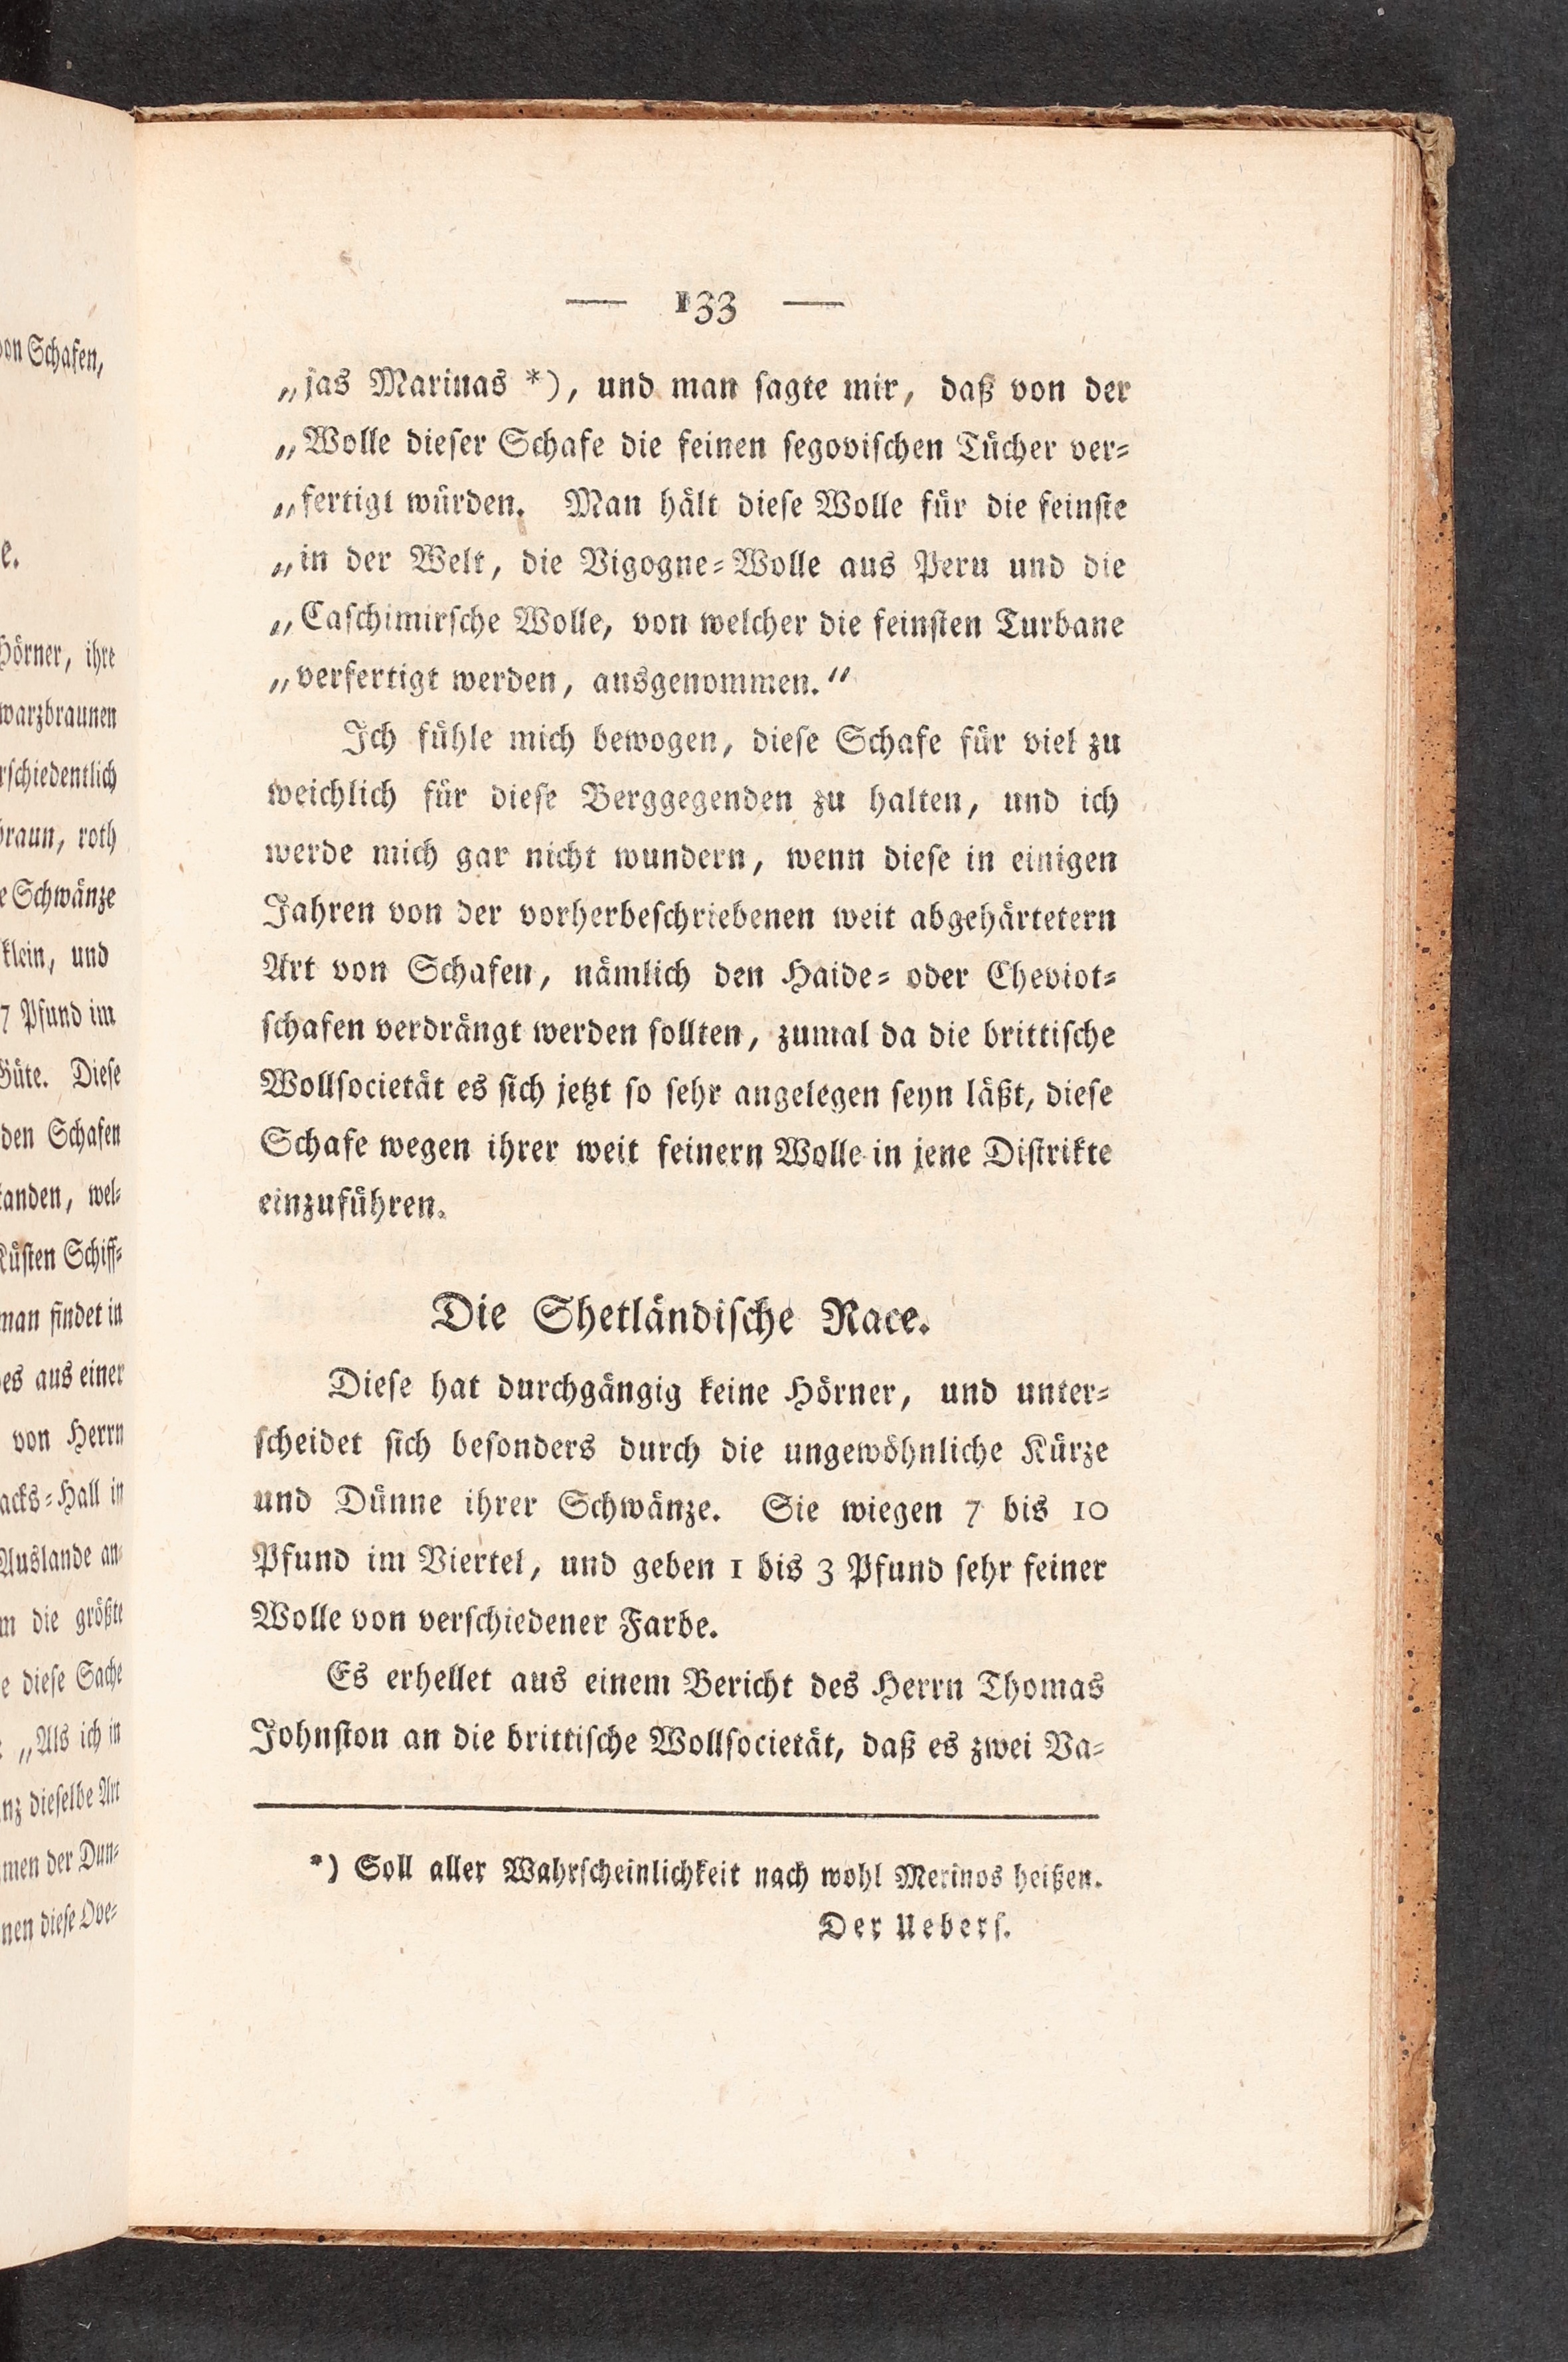 — 133 —
„jas Marinas *), und man sagte mir, daß von der
„Wolle dieser Schafe die feinen segovischen Tücher ver-
„fertigt würden. Man hält diese Wolle für die feinste
„in der Welt, die Vigogne-Wolle aus Peru und die
„Caschimirsche Wolle, von welcher die feinsten Turbane
„verfertigt werden, ausgenommen.“
Ich fühle mich bewogen, diese Schafe für viel zu
weichlich für diese Berggegenden zu halten, und ich
werde mich gar nicht wundern, wenn diese in einigen
Jahren von der vorherbeschriebenen weit abgehärtetern
Art von Schafen, nämlich den Haide- oder Cheviot-
schafen verdrängt werden sollten, zumal da die brittische
Wollsocietät es sich jetzt so sehr angelegen seyn läßt, diese
Schafe wegen ihrer weit feinern Wolle in jene Distrikte
einzuführen.
Die Shetländische Race.
Diese hat durchgängig keine Hörner, und unter-
scheidet sich besonders durch die ungewöhnliche Kürze
und Dünne ihrer Schwänze. Sie wiegen 7 bis 10
Pfund im Viertel, und geben 1 bis 3 Pfund sehr feiner
Wolle von verschiedener Farbe.
Es erhellet aus einem Bericht des Herrn Thomas
Johnston an die brittische Wollsocietät, daß es zwei Va-
*) Soll aller Wahrscheinlichkeit nach wohl Merinos heißen.
Der Uebers.